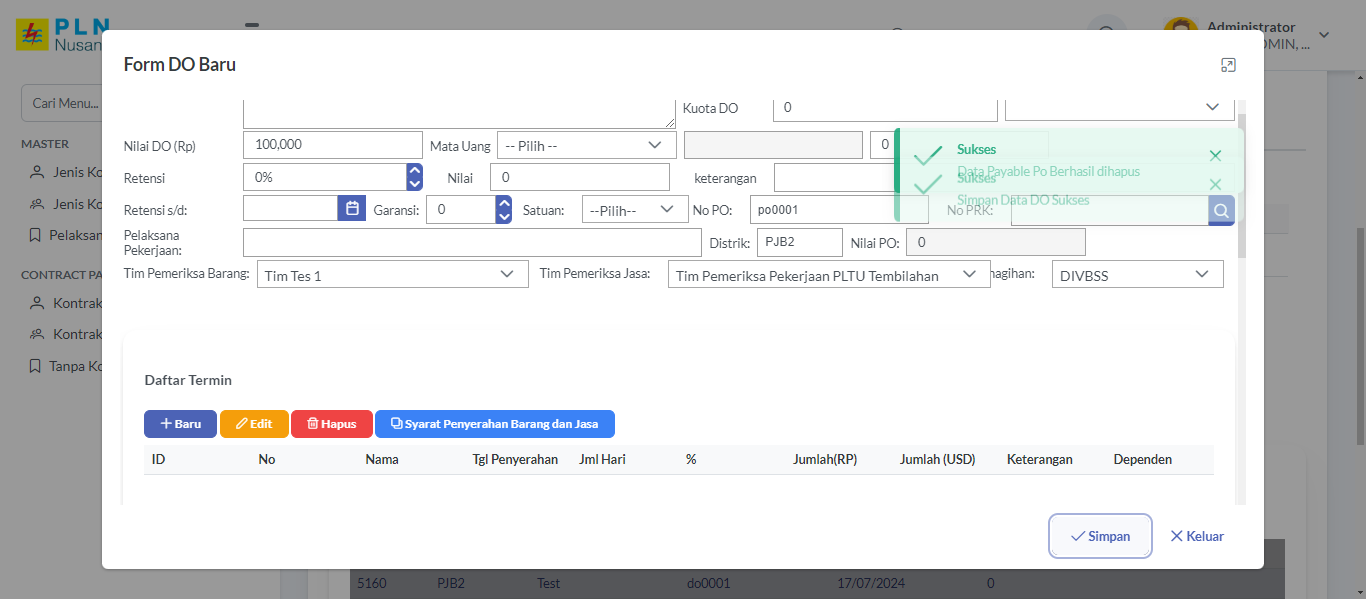 PLN
Nusan
Administrator
DMIN, ...
Form DO Baru
Cari Menu...
MASTER
Jenis Ko
Jenis Ko
Pelaksan
CONTRACT PA
Kontrak
Kontrak
Tanpa Ko
Kuota DO 0
Nilai DO (Rp) 100,000 Mata Uang -- Pilih -- 0
Sukses
Data Payable Po Berhasil dihapus
Sukses
Simpan Data DO Sukses
Retensi 0% Nilai 0 keterangan
Retensi s/d: Garansi: 0 Satuan: --Pilih-- No PO: po0001 No PRK:
Pelaksana
Pekerjaan: Distrik: PJB2 Nilai PO: 0
Tim Pemeriksa Barang: Tim Tes 1 Tim Pemeriksa Jasa: Tim Pemeriksa Pekerjaan PLTU Tembilahan nagihan: DIVBSS
Daftar Termin
Baru Edit Hapus Syarat Penyerahan Barang dan Jasa
ID No Nama Tgl Penyerahan Jml Hari % Jumlah(RP) Jumlah (USD) Keterangan Dependen
Simpan Keluar
5160 PJB2 Test do0001 17/07/2024 0